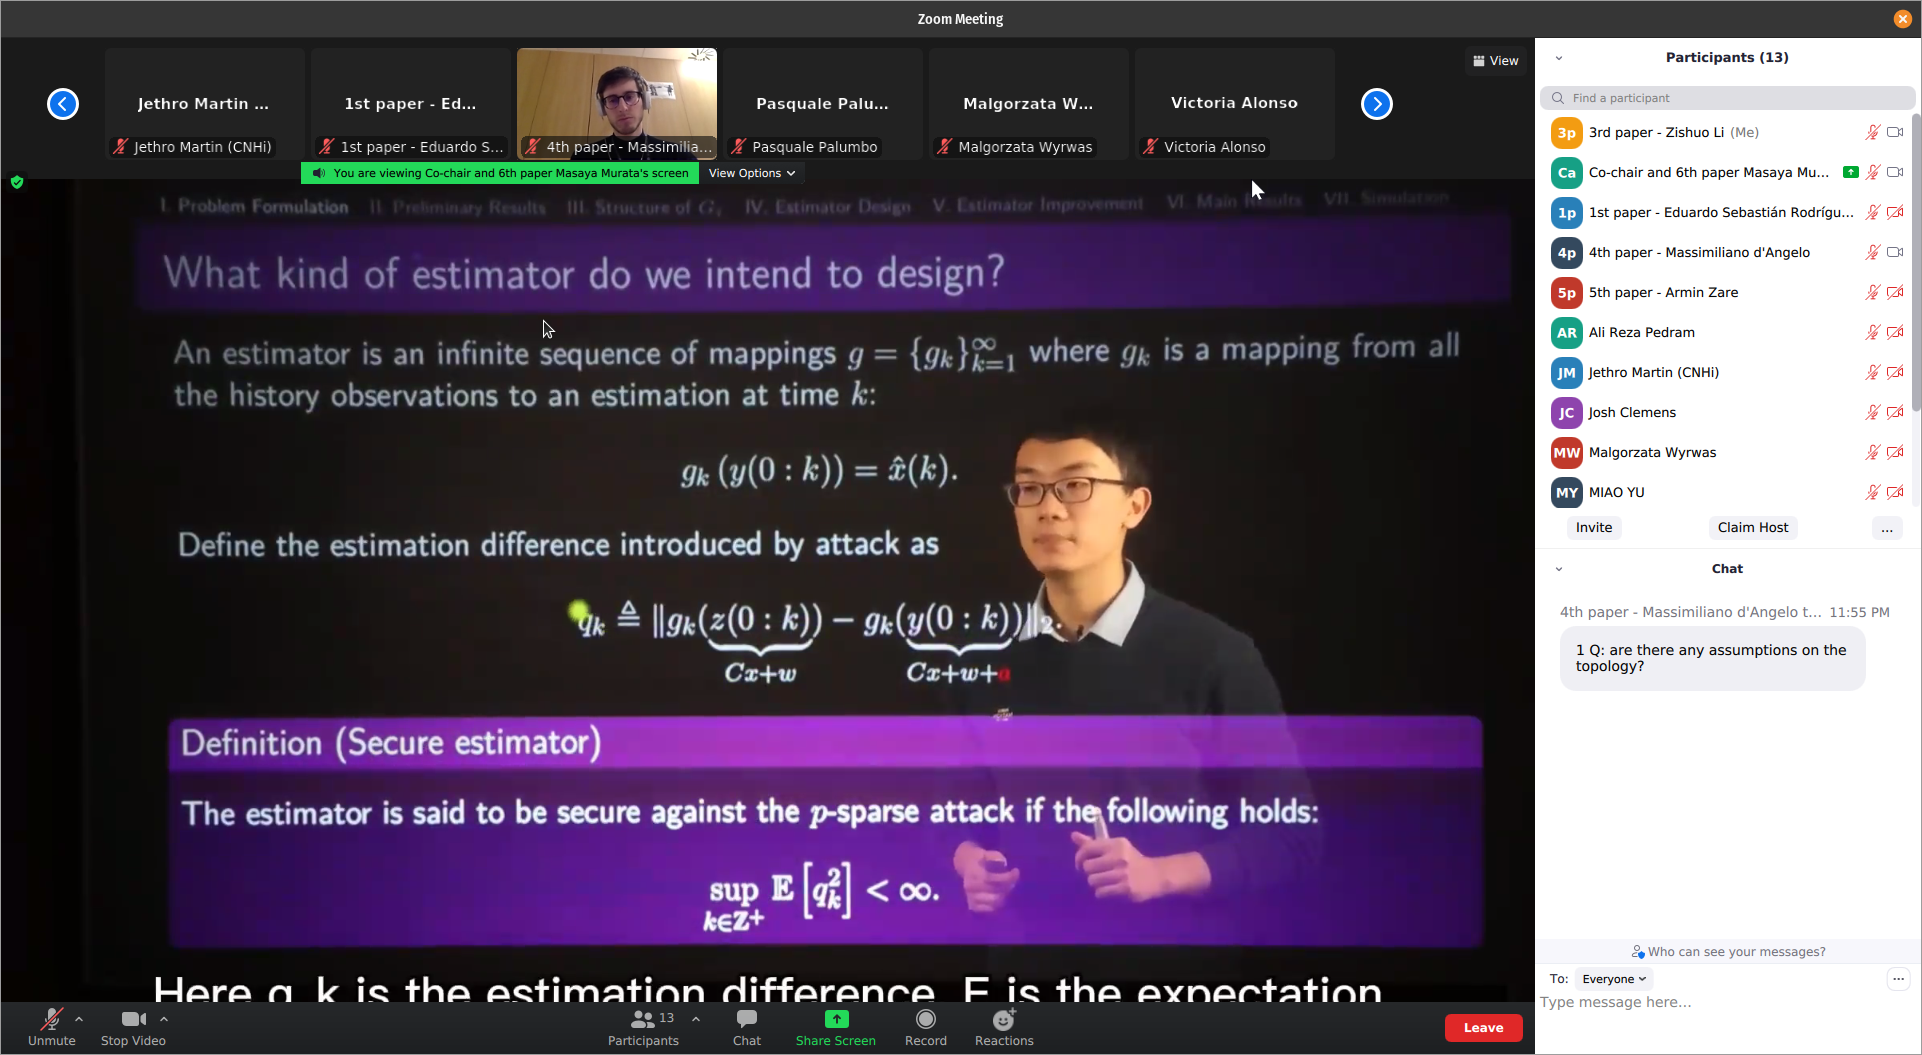 Zoom Meeting
Jethro Martin ...
1st paper - Ed...
Pasquale Palu...
Malgorzata W...
Victoria Alonso
View
Jethro Martin (CNHi)
1st paper - Eduardo S...
4th paper - Massimilia...
Pasquale Palumbo
Malgorzata Wyrwas
Victoria Alonso
You are viewing Co-chair and 6th paper Masaya Murata's screen
View Options
I. Problem Formulation II. Preliminary Results III. Structure of G, IV. Estimator Design V. Estimator Improvement VI. Main Results VII. Simulation
What kind of estimator do we intend to design?
An estimator is an infinite sequence of mappings g = {g_k}_{k=1}^∞ where g_k is a mapping from all
the history observations to an estimation at time k:
g_k (y(0 : k)) = x̂(k).
Define the estimation difference introduced by attack as
q_k ≜ ‖g_k(z(0 : k)) − g_k(y(0 : k))‖_2.
Cx+w Cx+w+a
Definition (Secure estimator)
The estimator is said to be secure against the p-sparse attack if the following holds:
sup E [q_k^2] < ∞.
k∈Z+
Here q_k is the estimation difference. E is the expectation
Unmute
Stop Video
13
Participants
Chat
Share Screen
Record
Reactions
Leave
Participants (13)
Find a participant
3p 3rd paper - Zishuo Li (Me)
Ca Co-chair and 6th paper Masaya Mu...
1p 1st paper - Eduardo Sebastián Rodrígu...
4p 4th paper - Massimiliano d'Angelo
5p 5th paper - Armin Zare
AR Ali Reza Pedram
JM Jethro Martin (CNHi)
JC Josh Clemens
MW Malgorzata Wyrwas
MY MIAO YU
Invite
Claim Host
...
Chat
4th paper - Massimiliano d'Angelo t... 11:55 PM
1 Q: are there any assumptions on the
topology?
Who can see your messages?
To: Everyone
...
Type message here...